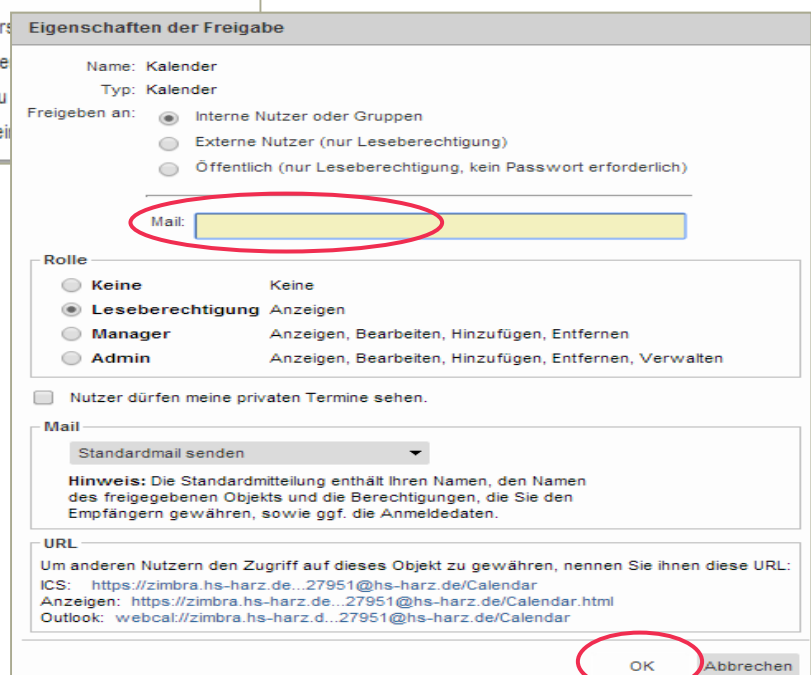 Eigenschaften der Freigabe
Name: Kalender
Typ: Kalender
Freigeben an: Interne Nutzer oder Gruppen
Externe Nutzer (nur Leseberechtigung)
Öffentlich (nur Leseberechtigung, kein Passwort erforderlich)
Mail:
Rolle
Keine Keine
Leseberechtigung Anzeigen
Manager Anzeigen, Bearbeiten, Hinzufügen, Entfernen
Admin Anzeigen, Bearbeiten, Hinzufügen, Entfernen, Verwalten
Nutzer dürfen meine privaten Termine sehen.
Mail
Standardmail senden
Hinweis: Die Standardmitteilung enthält Ihren Namen, den Namen
des freigegebenen Objekts und die Berechtigungen, die Sie den
Empfängern gewähren, sowie ggf. die Anmeldedaten.
URL
Um anderen Nutzern den Zugriff auf dieses Objekt zu gewähren, nennen Sie ihnen diese URL:
ICS: https://zimbra.hs-harz.de...27951@hs-harz.de/Calendar
Anzeigen: https://zimbra.hs-harz.de...27951@hs-harz.de/Calendar.html
Outlook: webcal://zimbra.hs-harz.d...27951@hs-harz.de/Calendar
OK Abbrechen